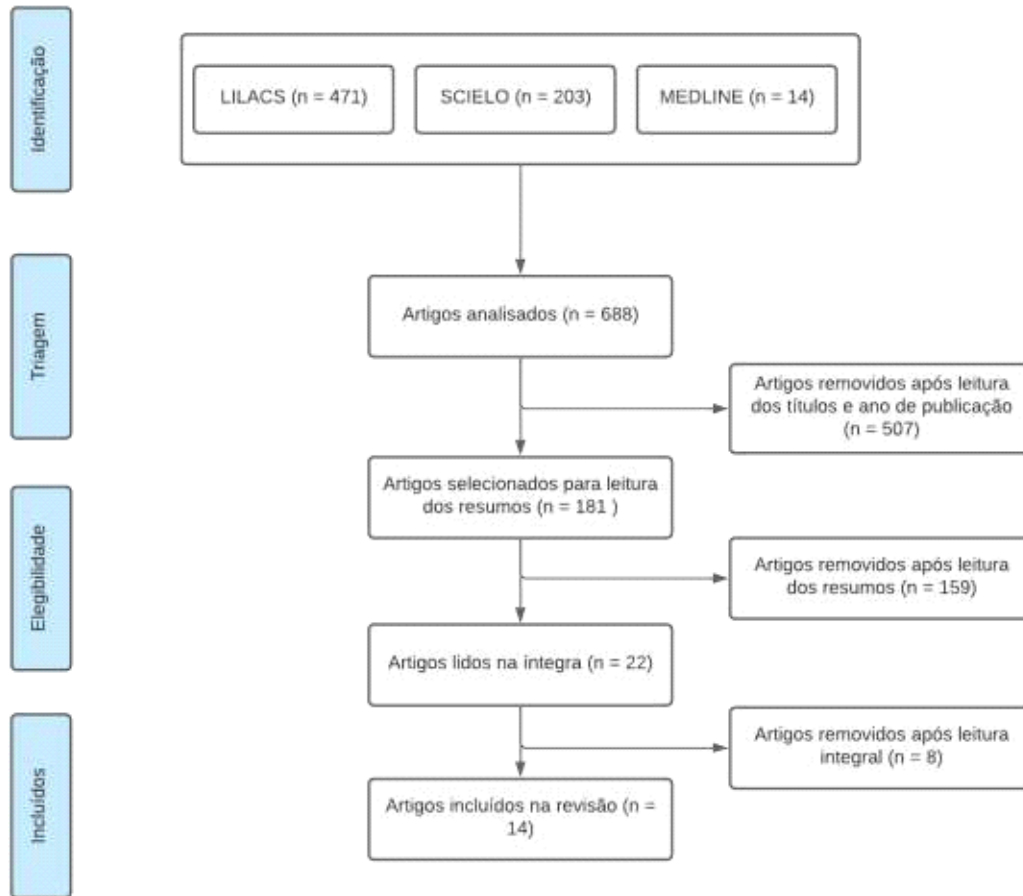 Identificação
LILACS (n = 471)
SCIELO (n = 203)
MEDLINE (n = 14)
Triagem
Artigos analisados (n = 688)
Artigos removidos após leitura
dos títulos e ano de publicação
(n = 507)
Elegibilidade
Artigos selecionados para leitura
dos resumos (n = 181 )
Artigos removidos após leitura
dos resumos (n = 159)
Artigos lidos na integra (n = 22)
Incluídos
Artigos removidos após leitura
integral (n = 8)
Artigos incluídos na revisão (n =
14)